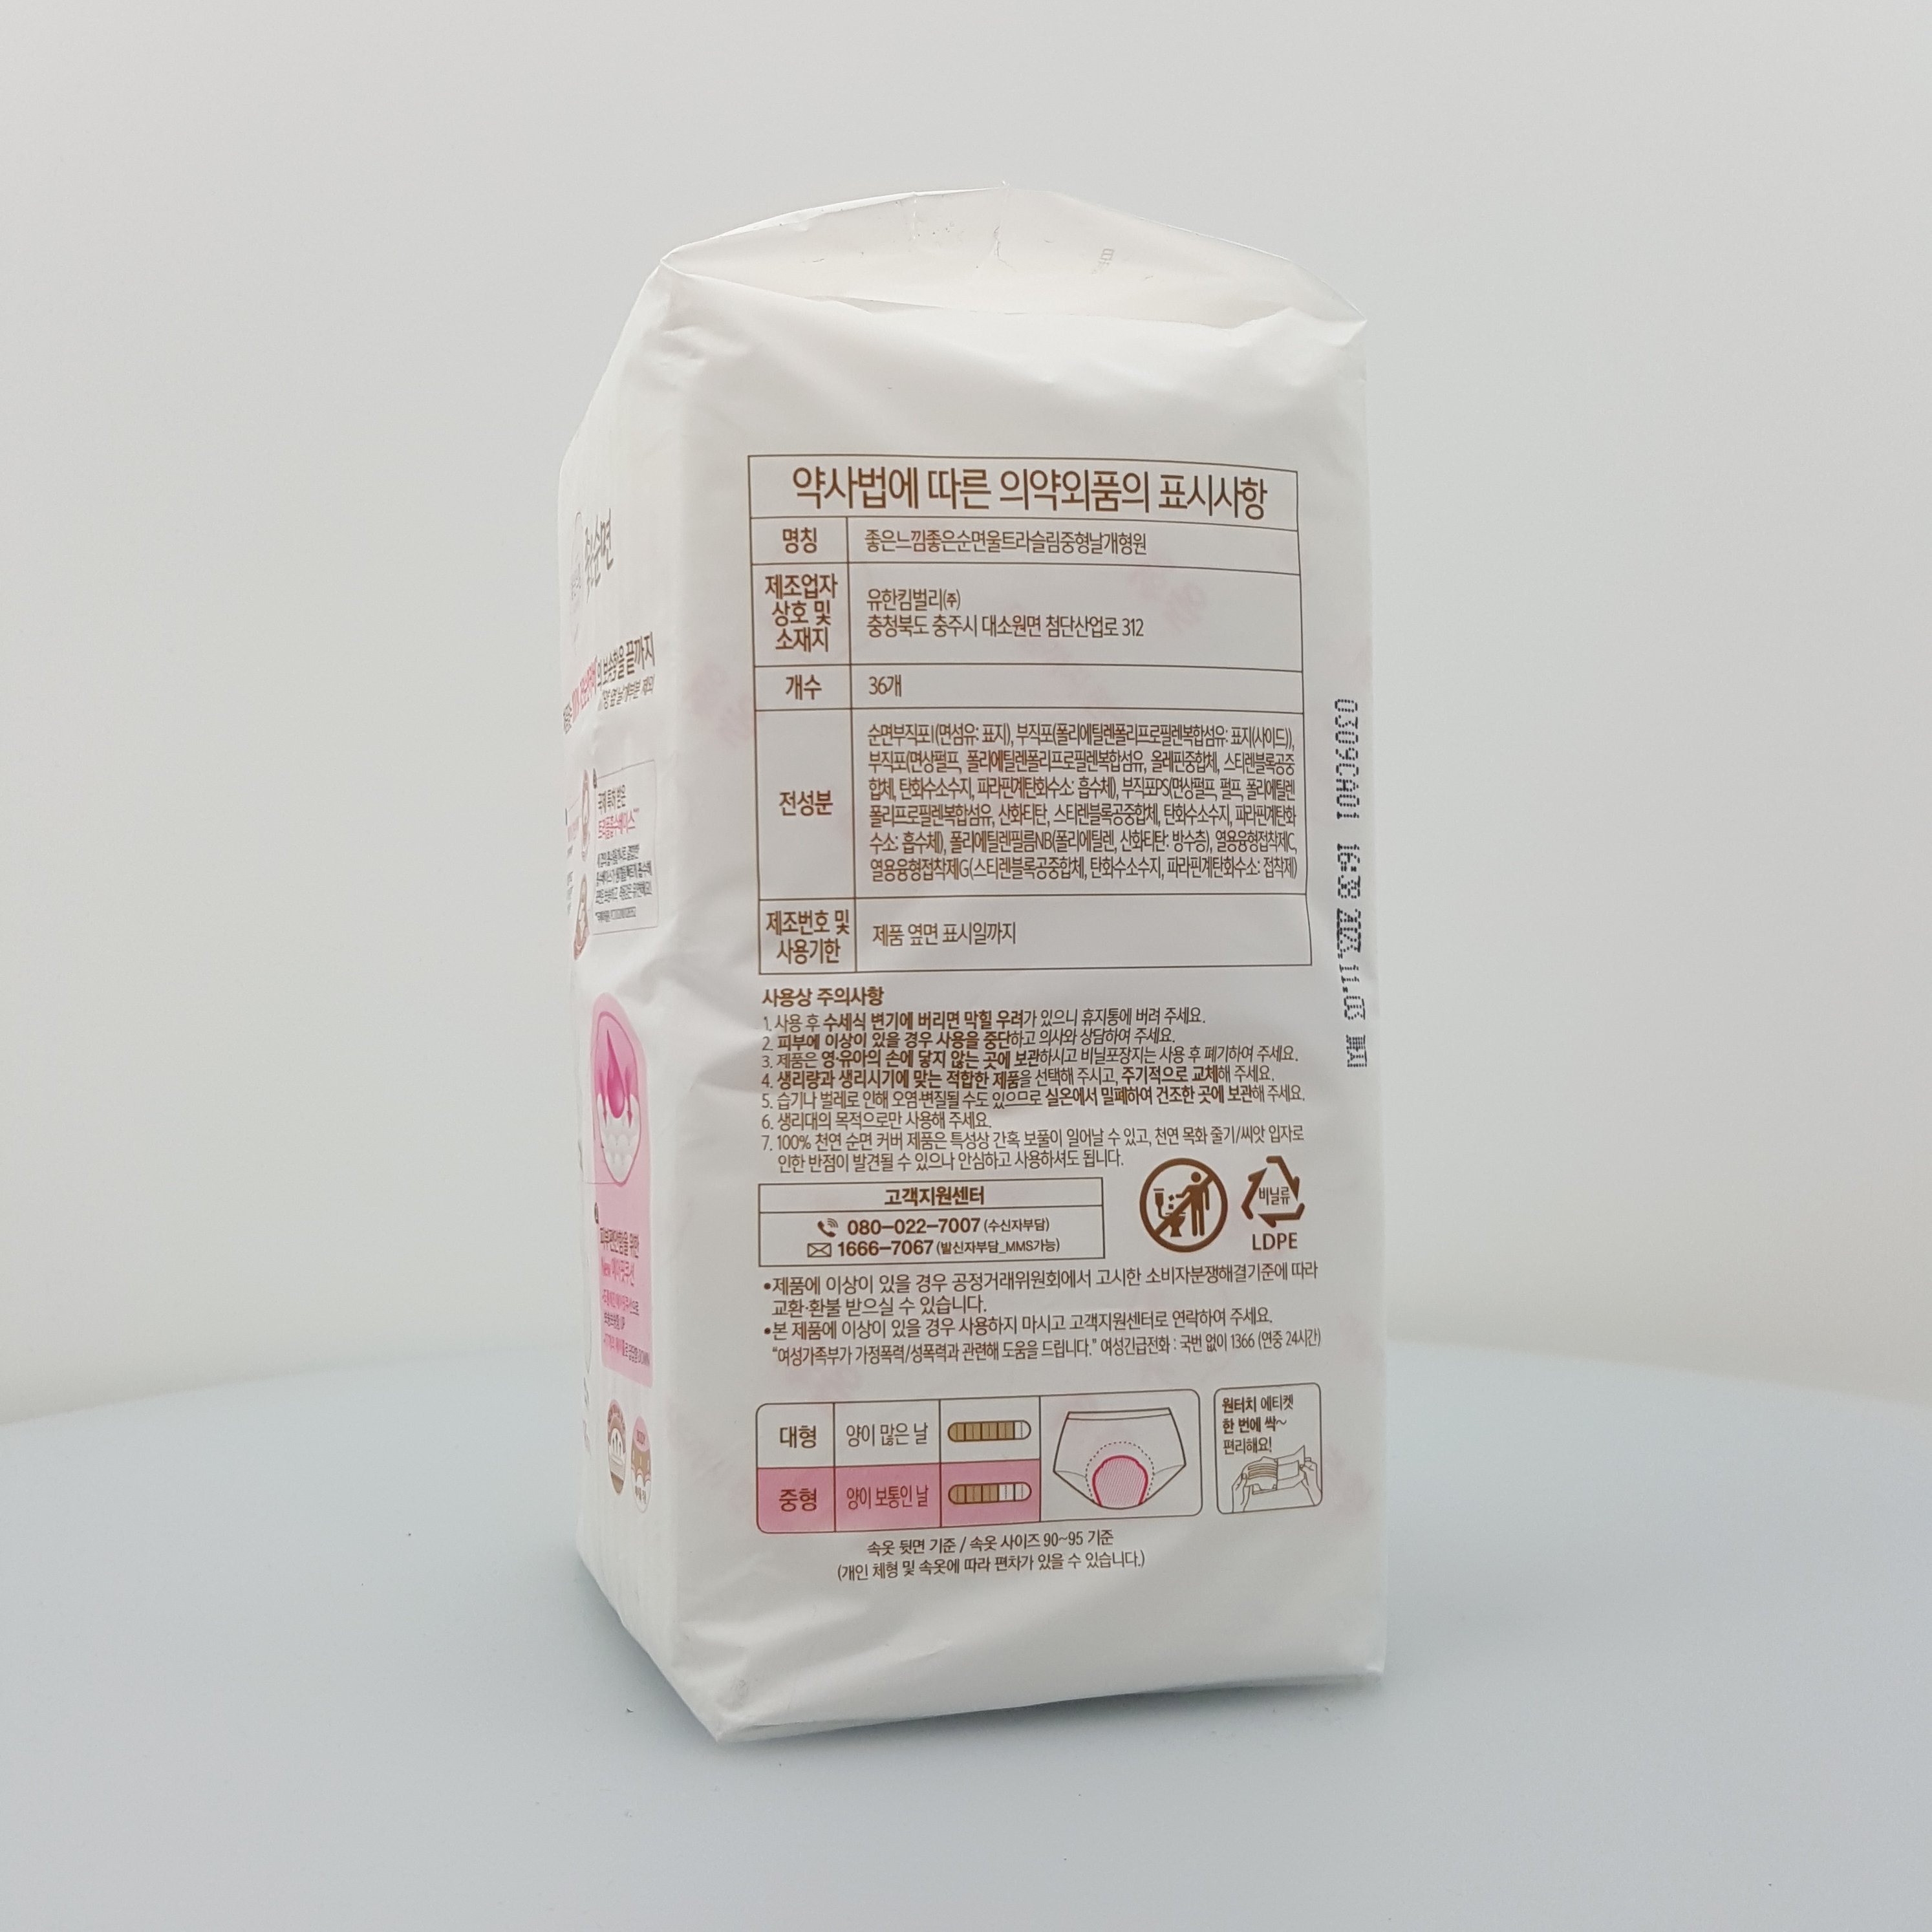 약사법에 따른 의약외품의 표시사항
명칭
좋은느낌좋은순면울트라슬림중형날개형원
제조업자
상호 및
소재지
유한킴벌리㈜
충청북도 충주시 대소원면 첨단산업로 312
개수
36개
전성분
순면부직포I(면섬유: 표지), 부직포(폴리에틸렌폴리프로필렌복합섬유: 표지(사이드)),
부직포(면상펄프, 폴리에틸렌폴리프로필렌복합섬유, 올레핀중합체, 스티렌블록공중
합체, 탄화수소수지, 파라핀계탄화수소: 흡수체), 부직포PS(면상펄프, 펄프, 폴리에틸렌
폴리프로필렌복합섬유, 산화티탄, 스티렌블록공중합체, 탄화수소수지, 파라핀계탄화
수소: 흡수체), 폴리에틸렌필름NB(폴리에틸렌, 산화티탄: 방수층), 열용융형접착제C,
열용융형접착제G(스티렌블록공중합체, 탄화수소수지, 파라핀계탄화수소: 접착제)
제조번호 및
사용기한
제품 옆면 표시일까지
사용상 주의사항
1. 사용 후 수세식 변기에 버리면 막힐 우려가 있으니 휴지통에 버려 주세요.
2. 피부에 이상이 있을 경우 사용을 중단하고 의사와 상담하여 주세요.
3. 제품은 영·유아의 손에 닿지 않는 곳에 보관하시고 비닐포장지는 사용 후 폐기하여 주세요.
4. 생리량과 생리시기에 맞는 적합한 제품을 선택해 주시고, 주기적으로 교체해 주세요.
5. 습기나 벌레로 인해 오염·변질될 수도 있으므로 실온에서 밀폐하여 건조한 곳에 보관해 주세요.
6. 생리대의 목적으로만 사용해 주세요.
7. 100% 천연 순면 커버 제품은 특성상 간혹 보풀이 일어날 수 있고, 천연 목화 줄기/씨앗 입자로
인한 반점이 발견될 수 있으나 안심하고 사용하셔도 됩니다.
고객지원센터
080-022-7007 (수신자부담)
1666-7067 (발신자부담_MMS가능)
비닐류
LDPE
•제품에 이상이 있을 경우 공정거래위원회에서 고시한 소비자분쟁해결기준에 따라
교환·환불 받으실 수 있습니다.
•본 제품에 이상이 있을 경우 사용하지 마시고 고객지원센터로 연락하여 주세요.
“여성가족부가 가정폭력/성폭력과 관련해 도움을 드립니다.” 여성긴급전화 : 국번 없이 1366 (연중 24시간)
대형 양이 많은 날
중형 양이 보통인 날
원터치 에티켓
한 번에 싹~
편리해요!
속옷 뒷면 기준 / 속옷 사이즈 90~95 기준
(개인 체형 및 속옷에 따라 편차가 있을 수 있습니다.)
0309CA01 16:38
순면
보송함을 끝까지